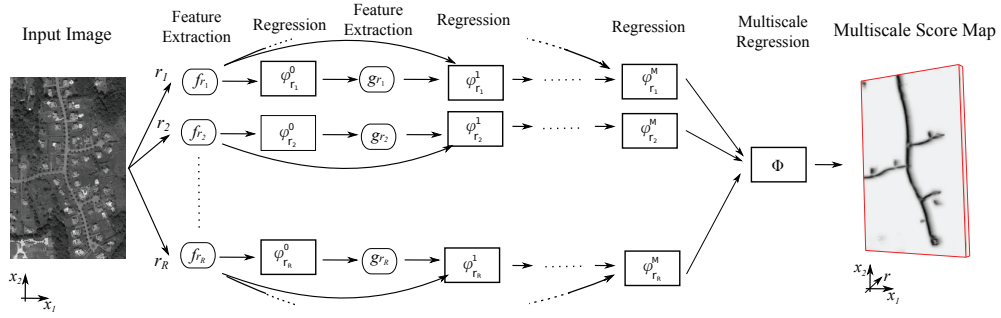 Input Image
Feature
Extraction
Regression
Feature
Extraction
Regression
Regression
Multiscale
Regression
Multiscale Score Map
r1 fr1 φ0r1 gr1 φ1r1 ...... φMr1
r2 fr2 φ0r2 gr2 φ1r2 ...... φMr2
Φ
rR frR φ0rR grR φ1rR ...... φMrR
x2
x1
x2
r
x1